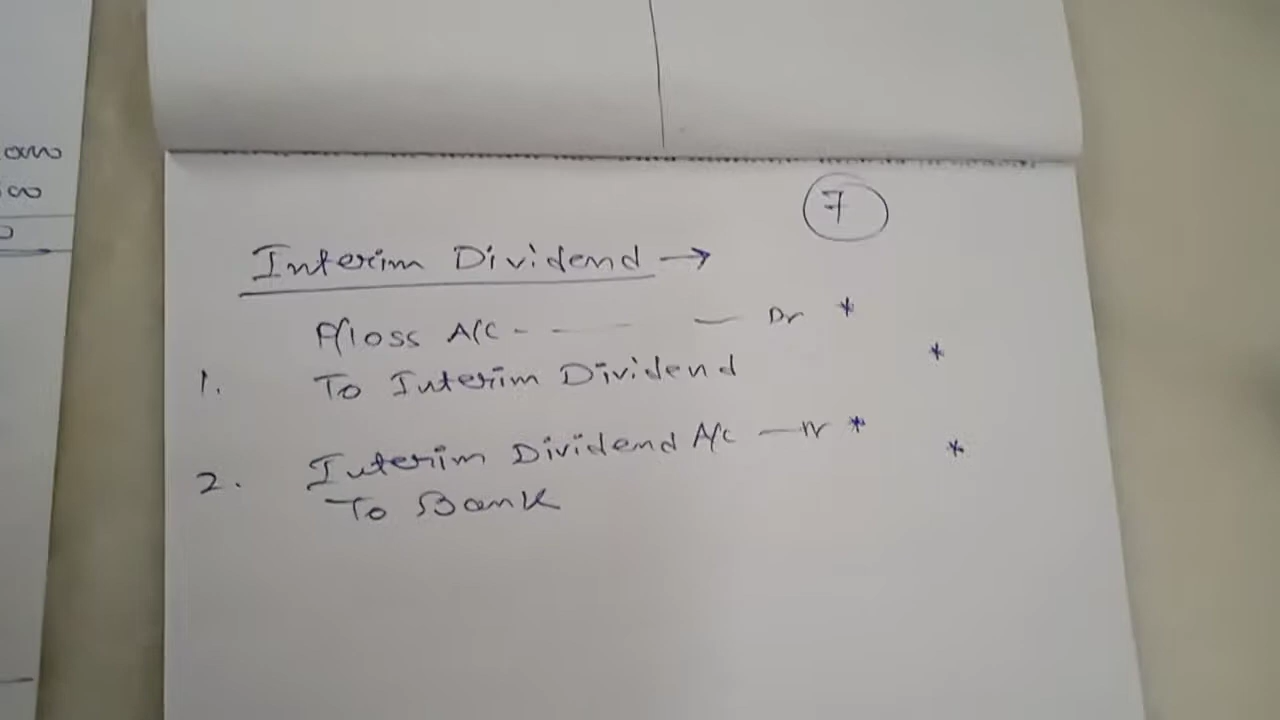 7
Interim Dividend →
P/loss A/C - — — Dr *
1. To Interim Dividend *
2. Interim Dividend A/c — Dr *
To Bank *